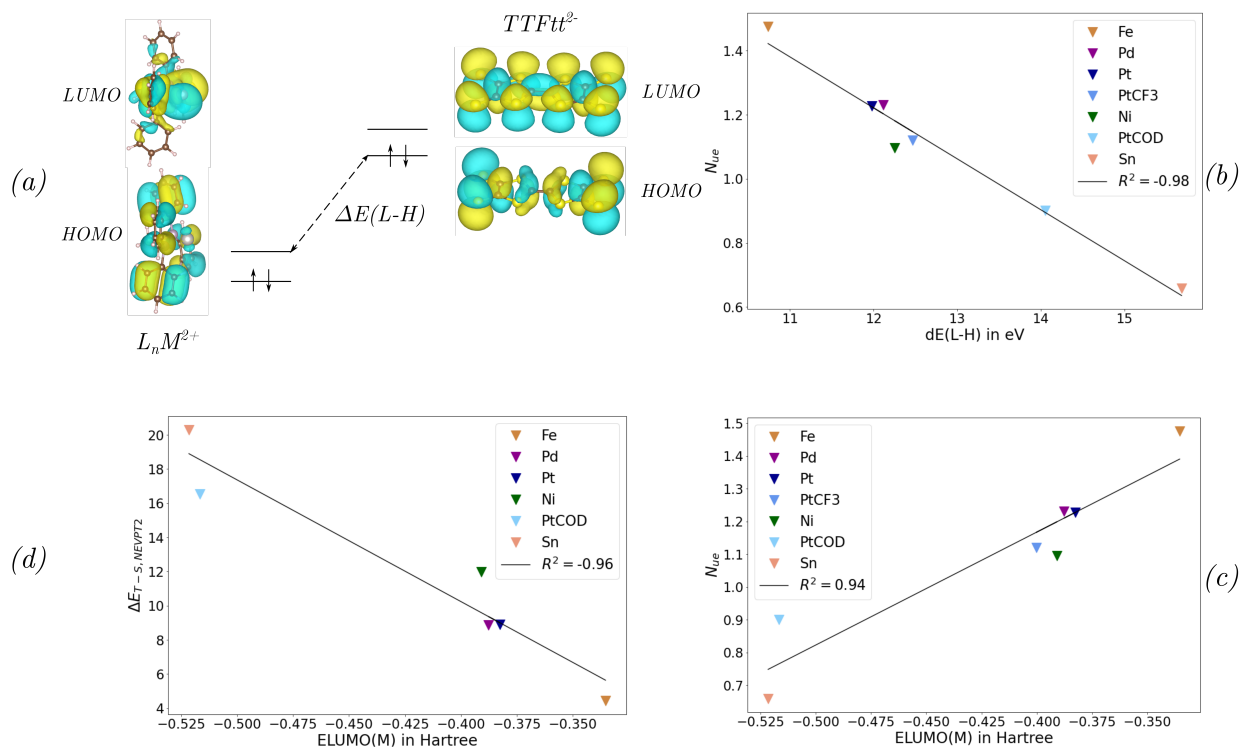 (a)
TTFtt²⁻
LUMO
LUMO
HOMO
HOMO
ΔE(L-H)
LₙM²⁺
(b)
N_ue
1.4
1.2
1.0
0.8
0.6
11 12 13 14 15
dE(L-H) in eV
Fe
Pd
Pt
PtCF3
Ni
PtCOD
Sn
R² = -0.98
(d)
ΔE_T−S, NEVPT2
20
18
16
14
12
10
8
6
4
−0.525 −0.500 −0.475 −0.450 −0.425 −0.400 −0.375 −0.350
ELUMO(M) in Hartree
Fe
Pd
Pt
Ni
PtCOD
Sn
R² = −0.96
(c)
N_ue
1.5
1.4
1.3
1.2
1.1
1.0
0.9
0.8
0.7
−0.525 −0.500 −0.475 −0.450 −0.425 −0.400 −0.375 −0.350
ELUMO(M) in Hartree
Fe
Pd
Pt
PtCF3
Ni
PtCOD
Sn
R² = 0.94